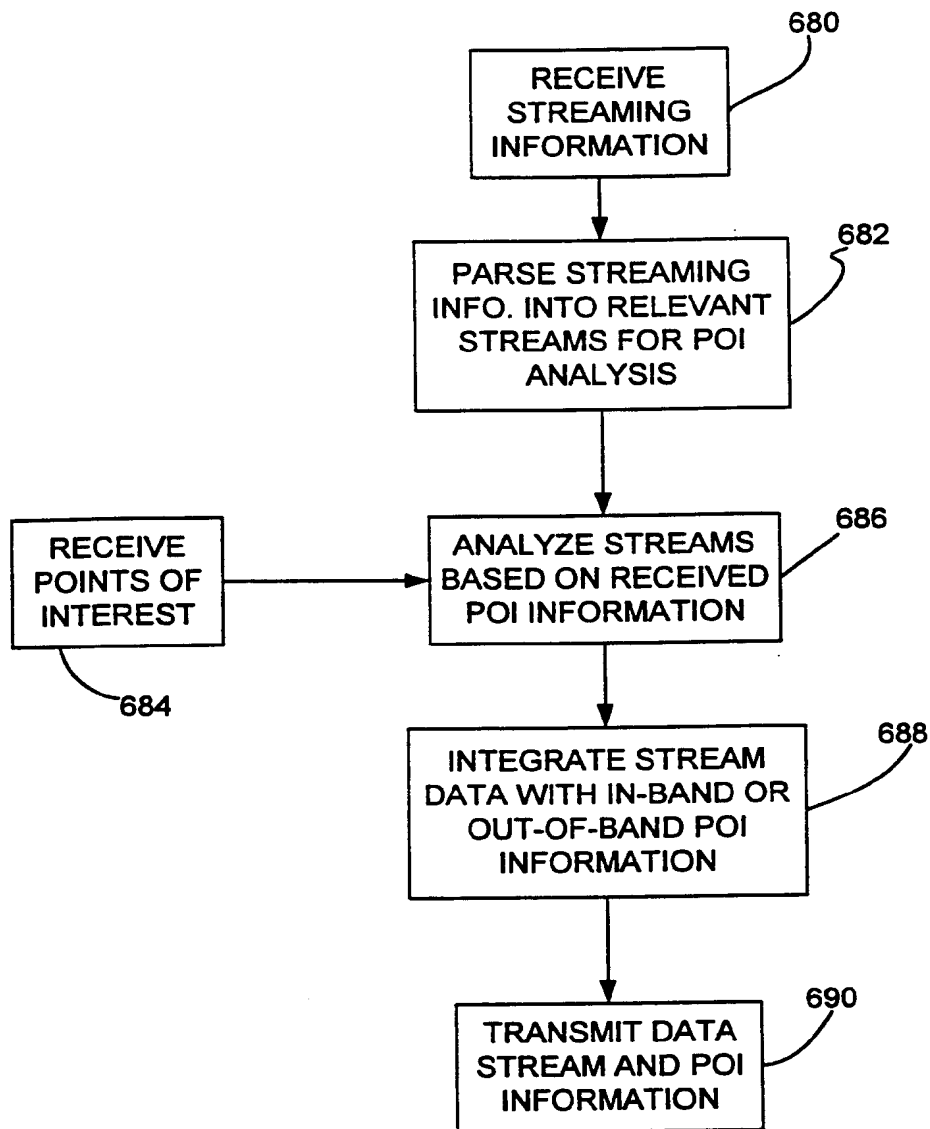 680
RECEIVE
STREAMING
INFORMATION
682
PARSE STREAMING
INFO. INTO RELEVANT
STREAMS FOR POI
ANALYSIS
RECEIVE
POINTS OF
INTEREST
684
ANALYZE STREAMS
BASED ON RECEIVED
POI INFORMATION
686
688
INTEGRATE STREAM
DATA WITH IN-BAND OR
OUT-OF-BAND POI
INFORMATION
690
TRANSMIT DATA
STREAM AND POI
INFORMATION